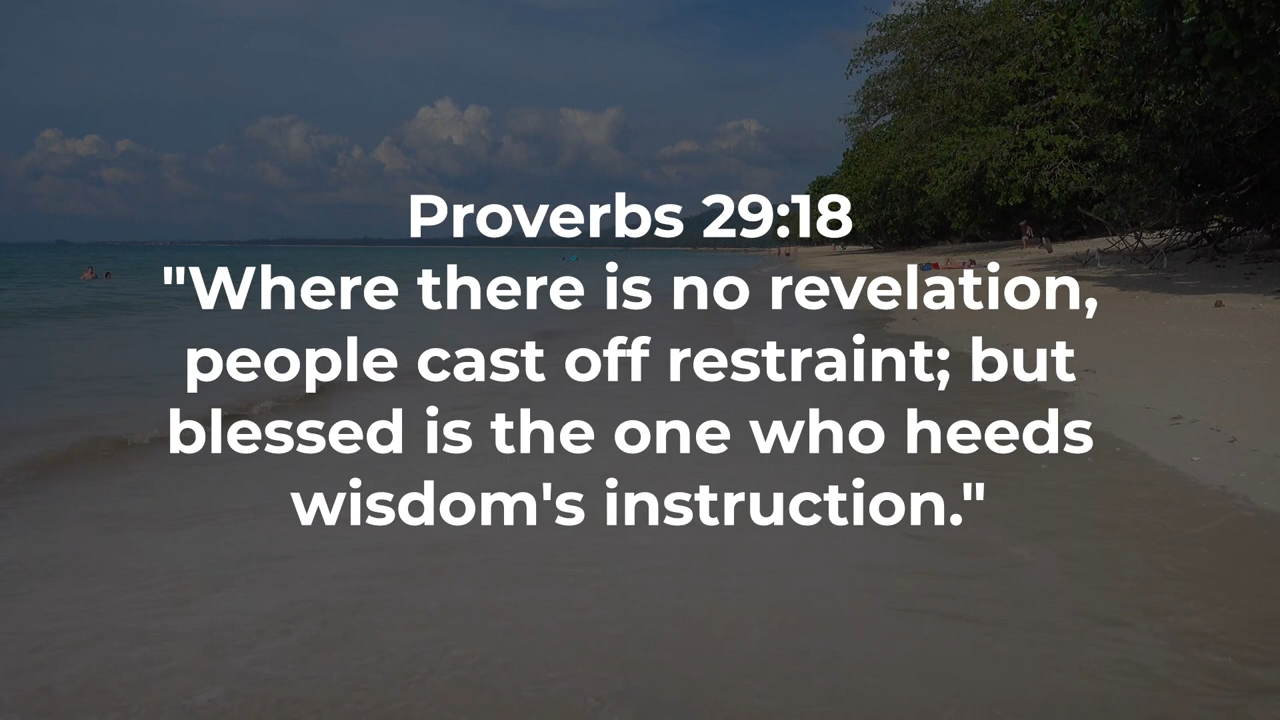 Proverbs 29:18
"Where there is no revelation,
people cast off restraint; but
blessed is the one who heeds
wisdom's instruction."